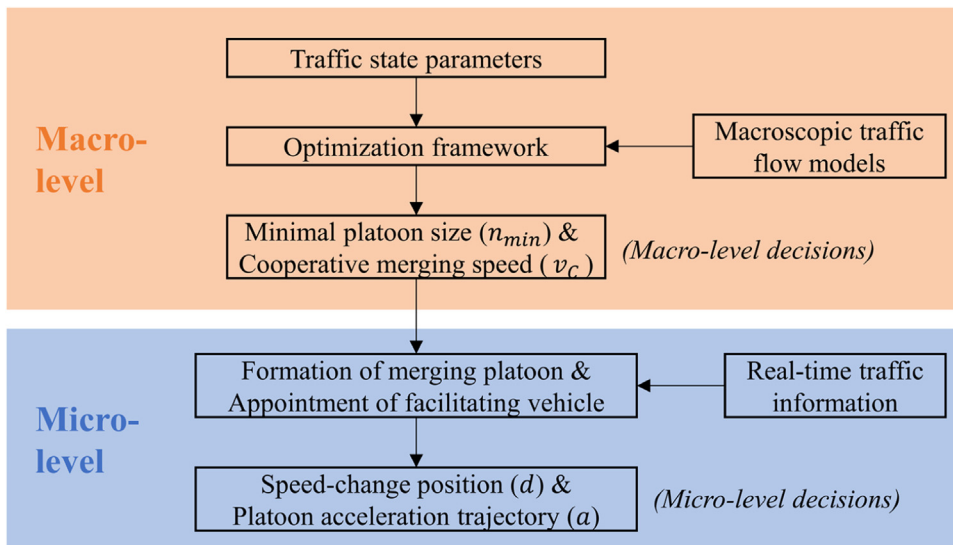 Traffic state parameters
Macro-
level
Optimization framework
Macroscopic traffic
flow models
Minimal platoon size (n_min) &
Cooperative merging speed (v_C)
(Macro-level decisions)
Micro-
level
Formation of merging platoon &
Appointment of facilitating vehicle
Real-time traffic
information
Speed-change position (d) &
Platoon acceleration trajectory (a)
(Micro-level decisions)